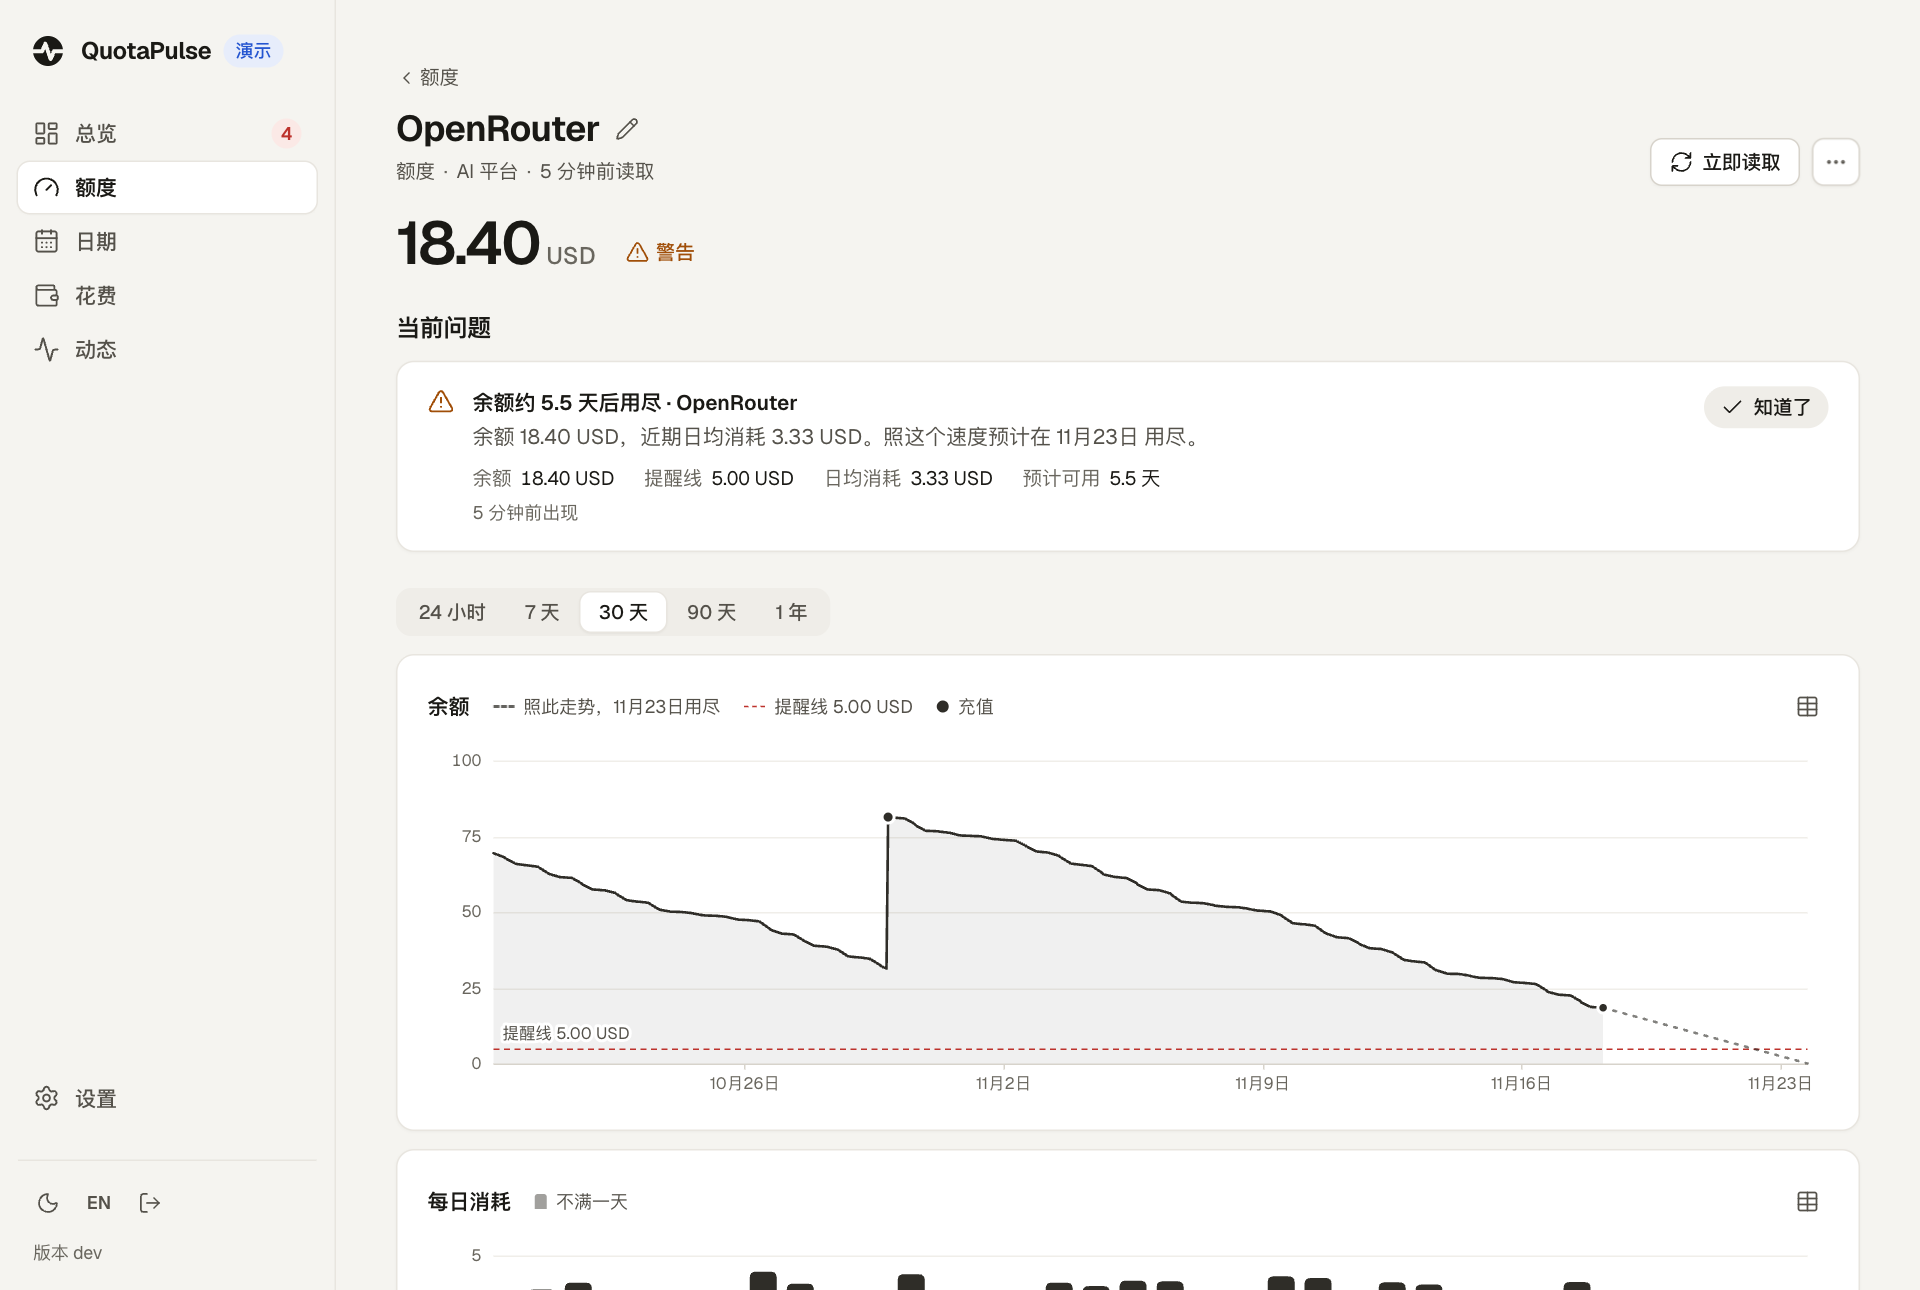 QuotaPulse 演示
总览 4
额度
日期
花费
动态
设置
EN
版本 dev
额度
OpenRouter
额度 · AI 平台 · 5 分钟前读取
立即读取
18.40 USD 警告
当前问题
余额约 5.5 天后用尽 · OpenRouter
知道了
余额 18.40 USD，近期日均消耗 3.33 USD。照这个速度预计在 11月23日 用尽。
余额 18.40 USD 提醒线 5.00 USD 日均消耗 3.33 USD 预计可用 5.5 天
5 分钟前出现
24 小时 7 天 30 天 90 天 1 年
余额 照此走势，11月23日用尽 提醒线 5.00 USD 充值
100
75
50
25
提醒线 5.00 USD
0
10月26日 11月2日 11月9日 11月16日 11月23日
每日消耗 不满一天
5